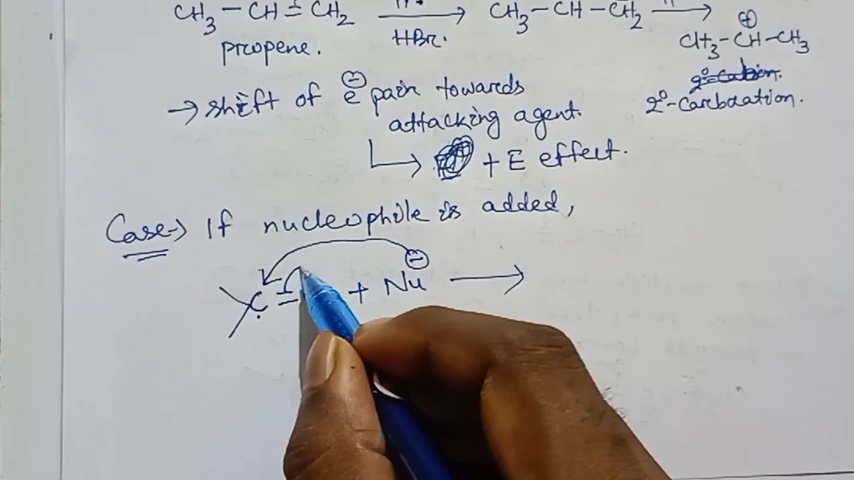 CH3 - CH = CH2 → CH3 - CH - CH2 →
propene. HBr. CH3 - CH - CH3
⊕
→ shift of e⊖ pair towards 2°-Carbocation.
attacking agent.
↳ + E effect.
Case → If nucleophile is added,
C = + Nu⊖ →